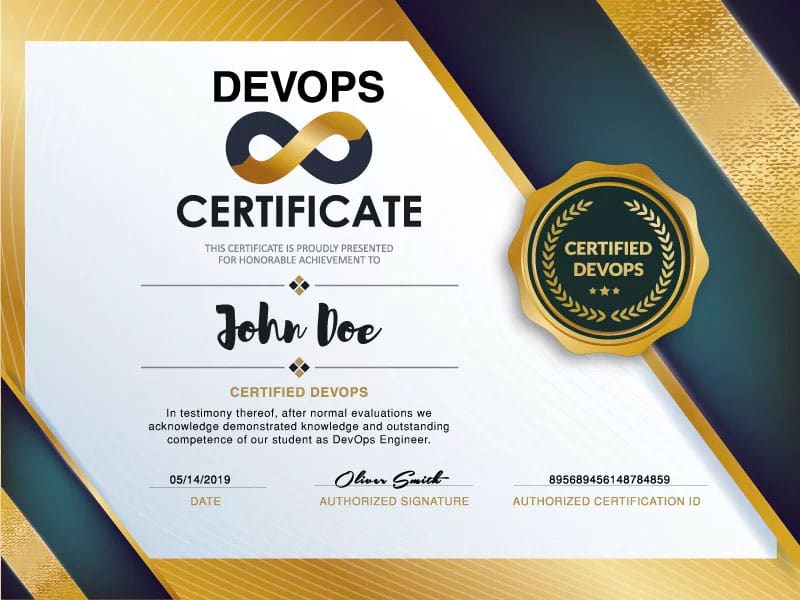 DEVOPS
CERTIFICATE
THIS CERTIFICATE IS PROUDLY PRESENTED
FOR HONORABLE ACHIEVEMENT TO
John Doe
CERTIFIED
DEVOPS
CERTIFIED DEVOPS
In testimony thereof, after normal evaluations we
acknowledge demonstrated knowledge and outstanding
competence of our student as DevOps Engineer.
05/14/2019
DATE
Oliver Smith
AUTHORIZED SIGNATURE
895689456148784859
AUTHORIZED CERTIFICATION ID